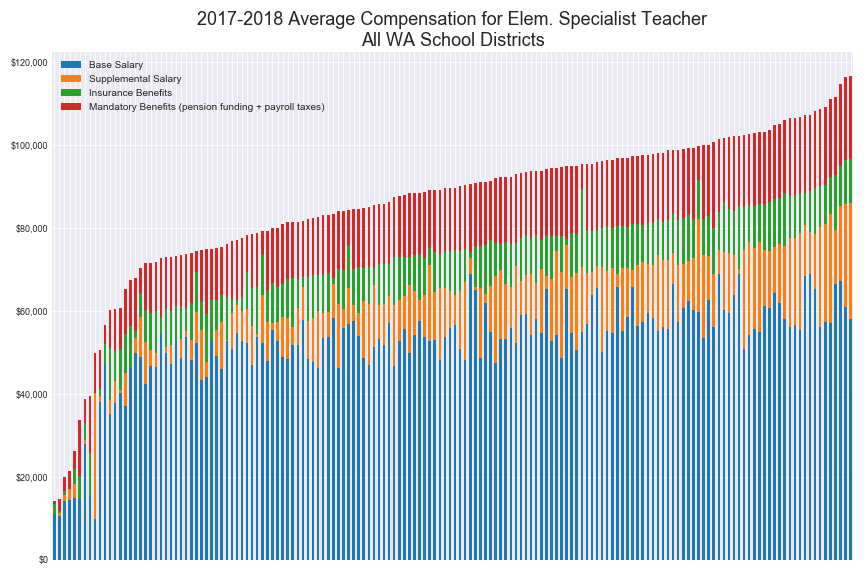 2017-2018 Average Compensation for Elem. Specialist Teacher
All WA School Districts
$120,000
$100,000
$80,000
$60,000
$40,000
$20,000
$0
Base Salary
Supplemental Salary
Insurance Benefits
Mandatory Benefits (pension funding + payroll taxes)